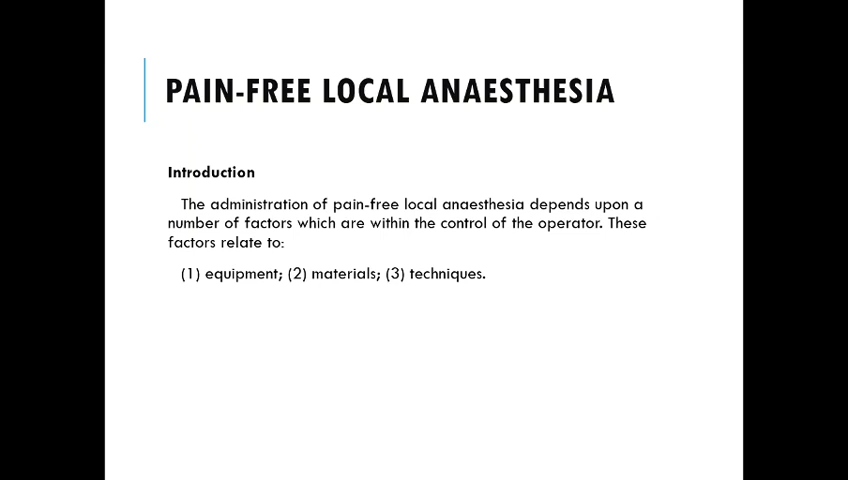 PAIN-FREE LOCAL ANAESTHESIA
Introduction
The administration of pain-free local anaesthesia depends upon a
number of factors which are within the control of the operator. These
factors relate to:
(1) equipment; (2) materials; (3) techniques.